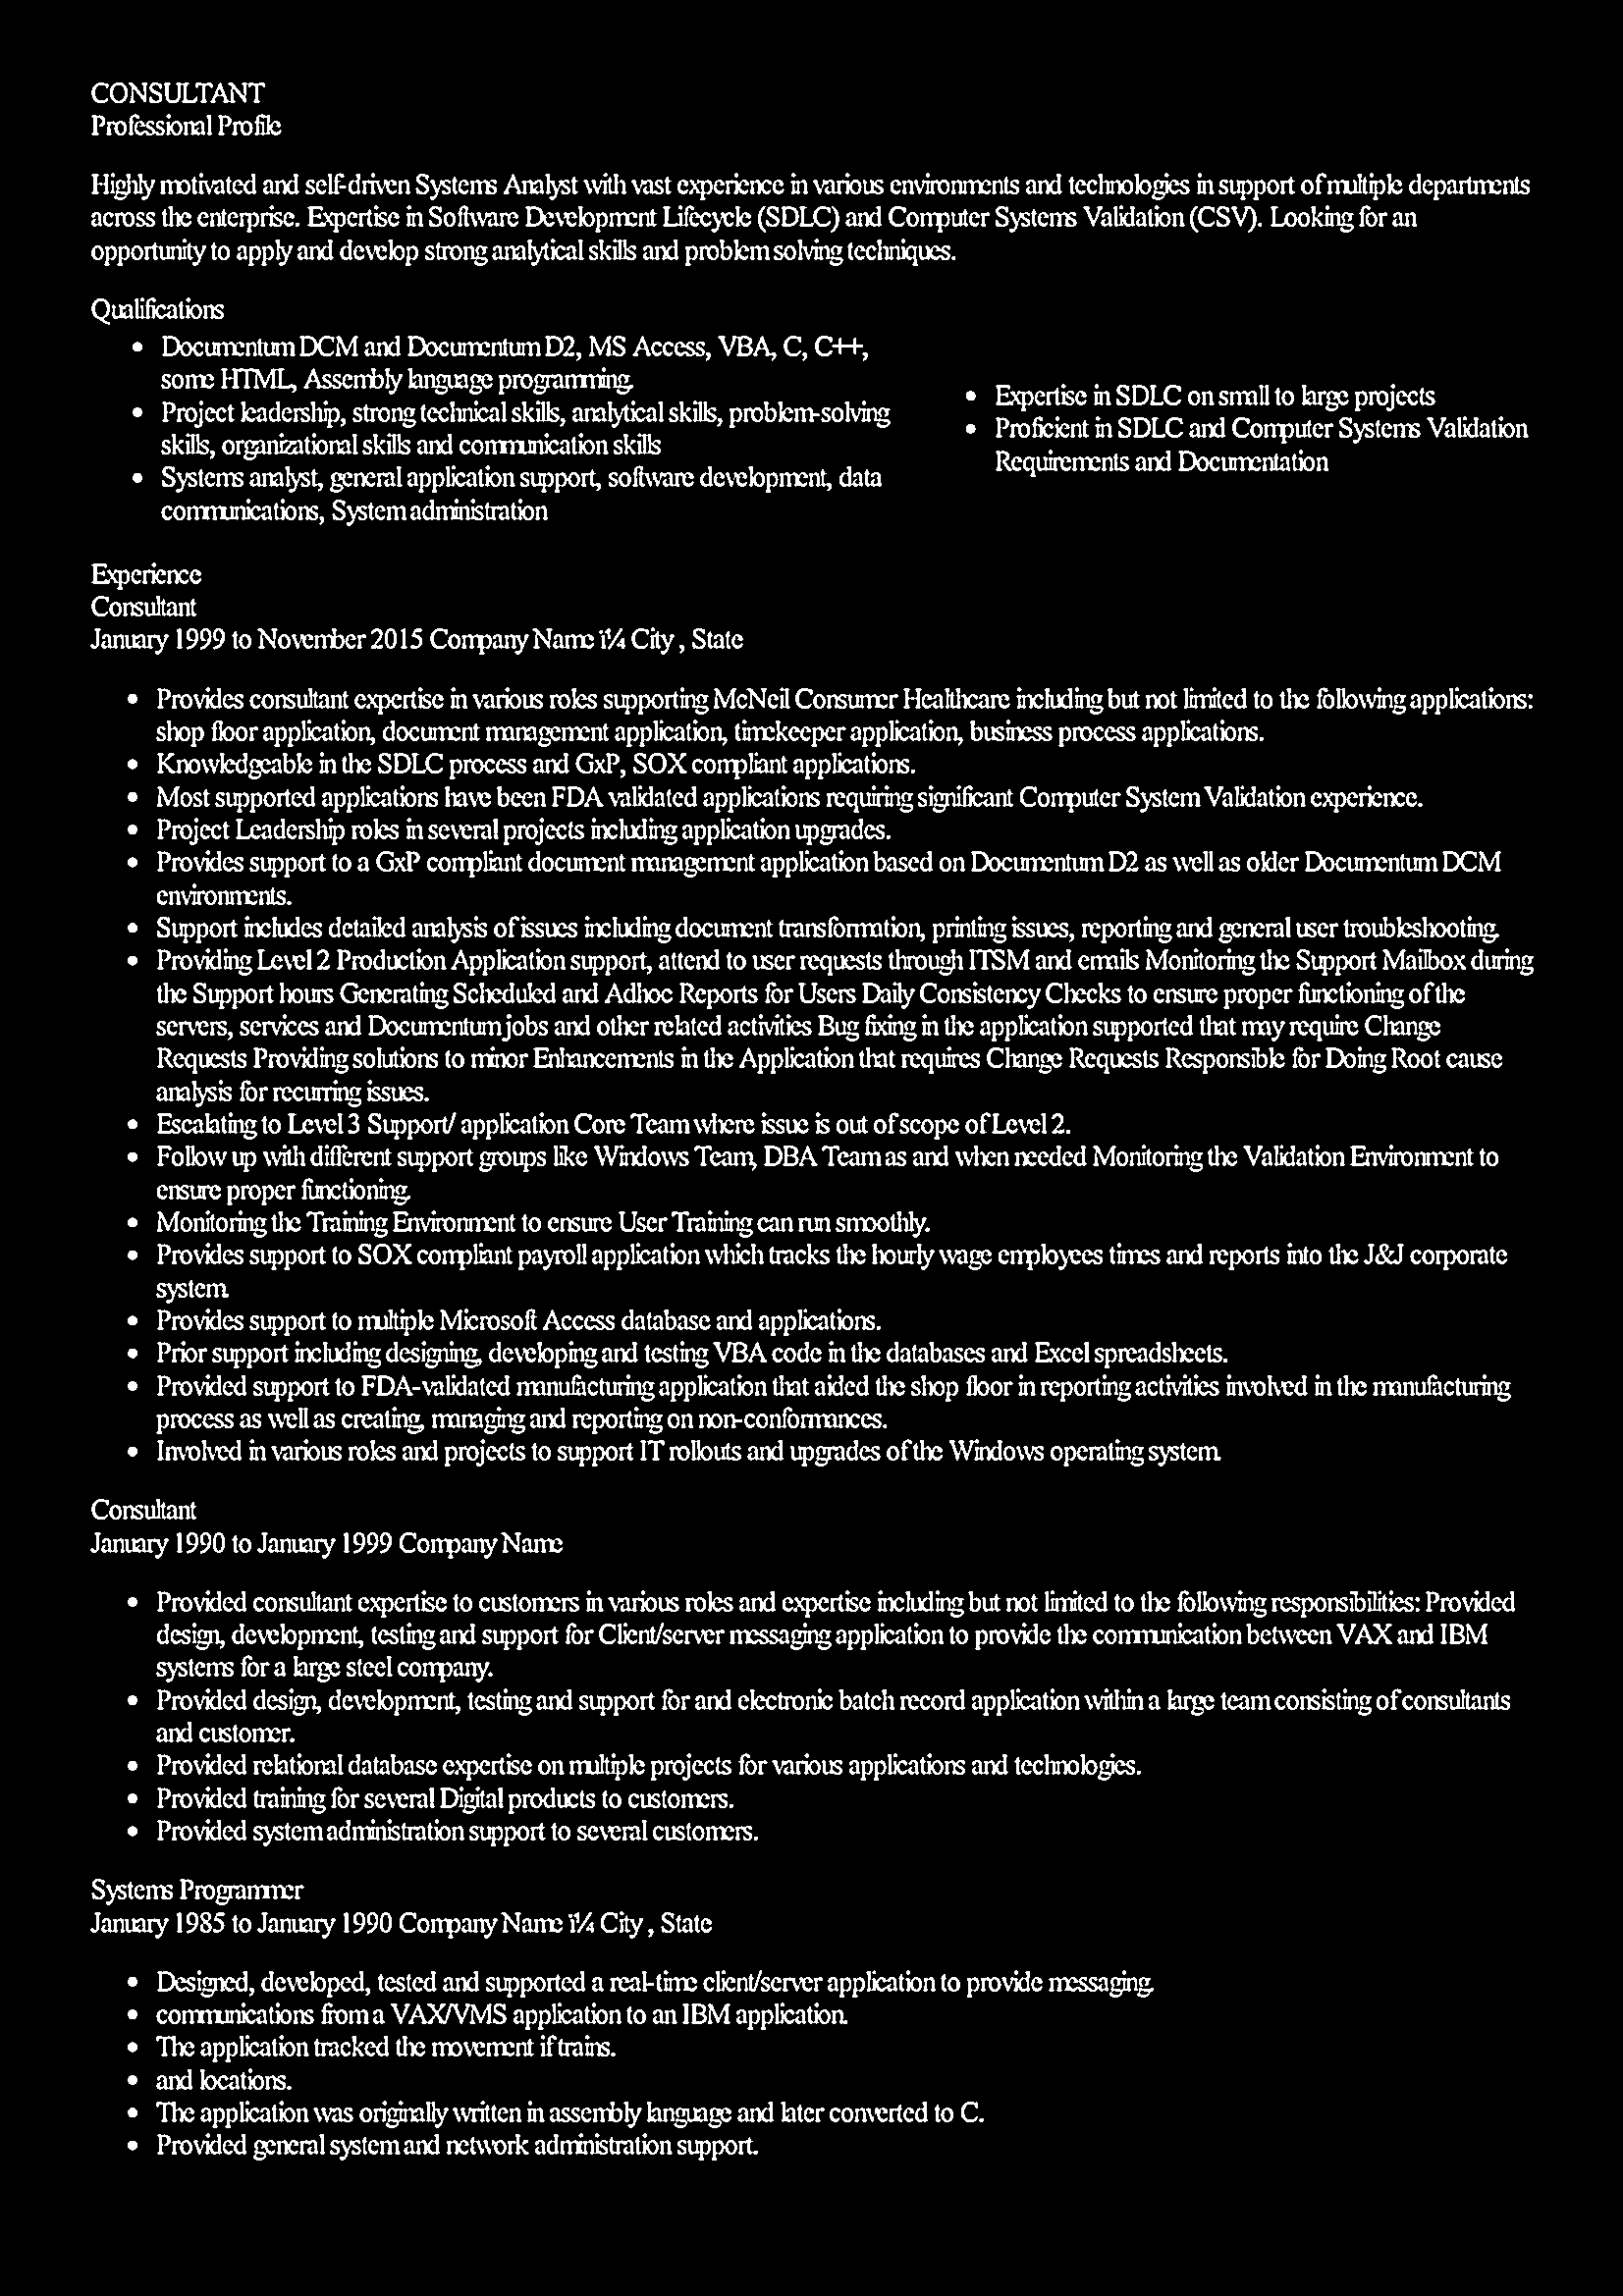 CONSULTANT
Professional Profile
Highly motivated and self-driven Systems Analyst with vast experience in various environments and technologies in support of multiple departments
across the enterprise. Expertise in Software Development Lifecycle (SDLC) and Computer Systems Validation (CSV). Looking for an
opportunity to apply and develop strong analytical skills and problem solving techniques.
Qualifications
• Documentum DCM and Documentum D2, MS Access, VBA, C, C++,
some HTML, Assembly language programming.
• Project leadership, strong technical skills, analytical skills, problem-solving
skills, organizational skills and communication skills
• Systems analyst, general application support, software development, data
communications, System administration
• Expertise in SDLC on small to large projects
• Proficient in SDLC and Computer Systems Validation
Requirements and Documentation
Experience
Consultant
January 1999 to November 2015 Company Name ï¼ City , State
• Provides consultant expertise in various roles supporting McNeil Consumer Healthcare including but not limited to the following applications:
shop floor application, document management application, timekeeper application, business process applications.
• Knowledgeable in the SDLC process and GxP, SOX compliant applications.
• Most supported applications have been FDA validated applications requiring significant Computer System Validation experience.
• Project Leadership roles in several projects including application upgrades.
• Provides support to a GxP compliant document management application based on Documentum D2 as well as older Documentum DCM
environments.
• Support includes detailed analysis of issues including document transformation, printing issues, reporting and general user troubleshooting.
• Providing Level 2 Production Application support, attend to user requests through ITSM and emails Monitoring the Support Mailbox during
the Support hours Generating Scheduled and Adhoc Reports for Users Daily Consistency Checks to ensure proper functioning of the
servers, services and Documentum jobs and other related activities Bug fixing in the application supported that may require Change
Requests Providing solutions to minor Enhancements in the Application that requires Change Requests Responsible for Doing Root cause
analysis for recurring issues.
• Escalating to Level 3 Support/ application Core Team where issue is out of scope of Level 2.
• Follow up with different support groups like Windows Team, DBA Team as and when needed Monitoring the Validation Environment to
ensure proper functioning.
• Monitoring the Training Environment to ensure User Training can run smoothly.
• Provides support to SOX compliant payroll application which tracks the hourly wage employees times and reports into the J&J corporate
system.
• Provides support to multiple Microsoft Access database and applications.
• Prior support including designing, developing and testing VBA code in the databases and Excel spreadsheets.
• Provided support to FDA-validated manufacturing application that aided the shop floor in reporting activities involved in the manufacturing
process as well as creating, managing and reporting on non-conformances.
• Involved in various roles and projects to support IT rollouts and upgrades of the Windows operating system.
Consultant
January 1990 to January 1999 Company Name
• Provided consultant expertise to customers in various roles and expertise including but not limited to the following responsibilities: Provided
design, development, testing and support for Client/server messaging application to provide the communication between VAX and IBM
systems for a large steel company.
• Provided design, development, testing and support for and electronic batch record application within a large team consisting of consultants
and customer.
• Provided relational database expertise on multiple projects for various applications and technologies.
• Provided training for several Digital products to customers.
• Provided system administration support to several customers.
Systems Programmer
January 1985 to January 1990 Company Name ï¼ City , State
• Designed, developed, tested and supported a real-time client/server application to provide messaging.
• communications from a VAX/VMS application to an IBM application.
• The application tracked the movement if trains.
• and locations.
• The application was originally written in assembly language and later converted to C.
• Provided general system and network administration support.